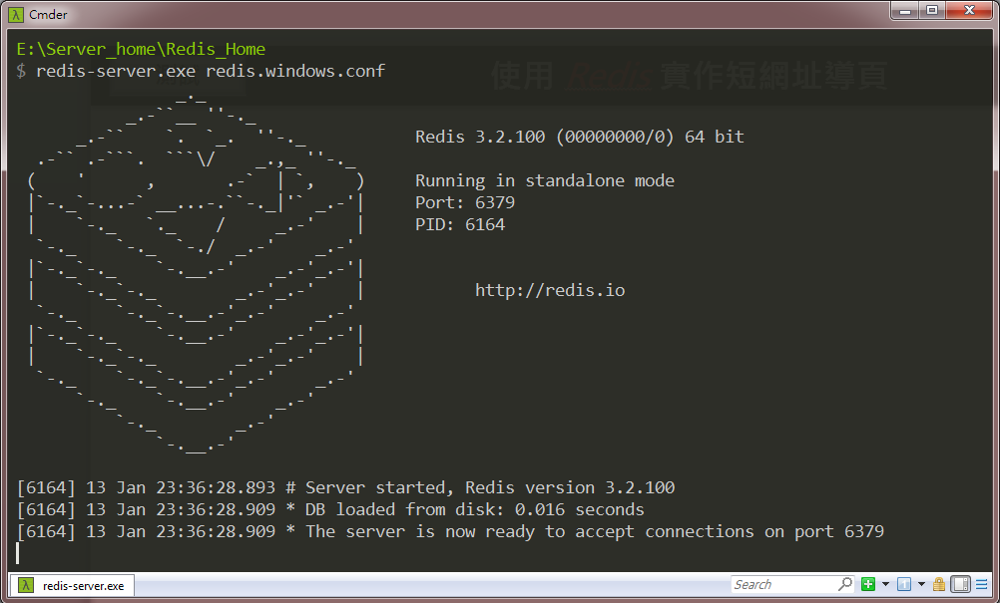 Cmder
E:\Server_home\Redis_Home
$ redis-server.exe redis.windows.conf
使用 Redis 實作短網址導頁
Redis 3.2.100 (00000000/0) 64 bit
Running in standalone mode
Port: 6379
PID: 6164
http://redis.io
[6164] 13 Jan 23:36:28.893 # Server started, Redis version 3.2.100
[6164] 13 Jan 23:36:28.909 * DB loaded from disk: 0.016 seconds
[6164] 13 Jan 23:36:28.909 * The server is now ready to accept connections on port 6379
redis-server.exe
Search